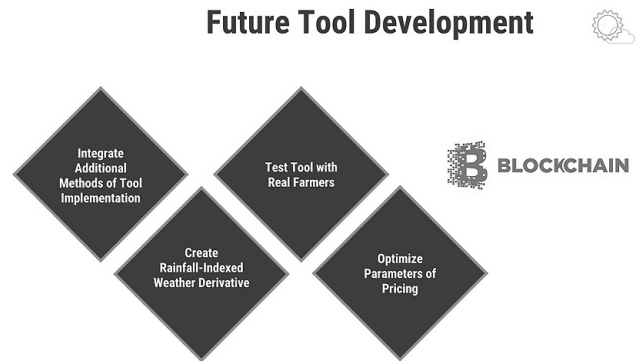 Future Tool Development
Integrate
Additional
Methods of Tool
Implementation
Create
Rainfall-Indexed
Weather Derivative
Test Tool with
Real Farmers
Optimize
Parameters of
Pricing
B BLOCKCHAIN